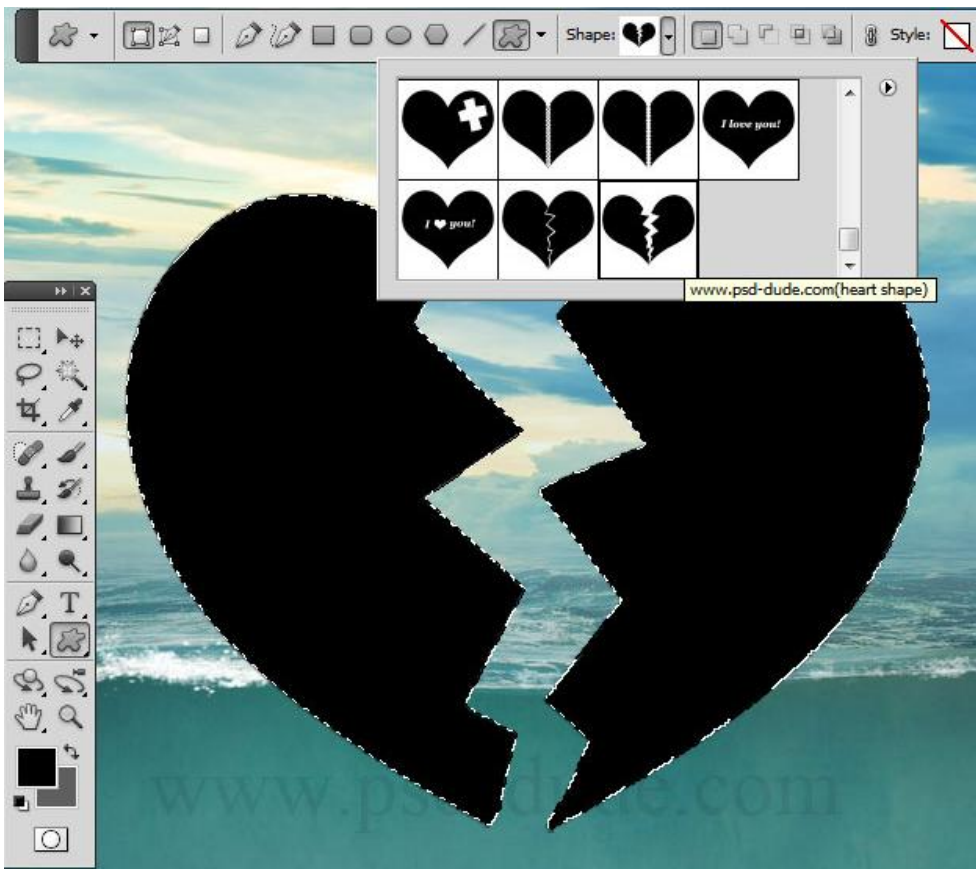 Shape:
Style:
I love you!
I ❤ you!
www.psd-dude.com(heart shape)
T
www.psd-dude.com